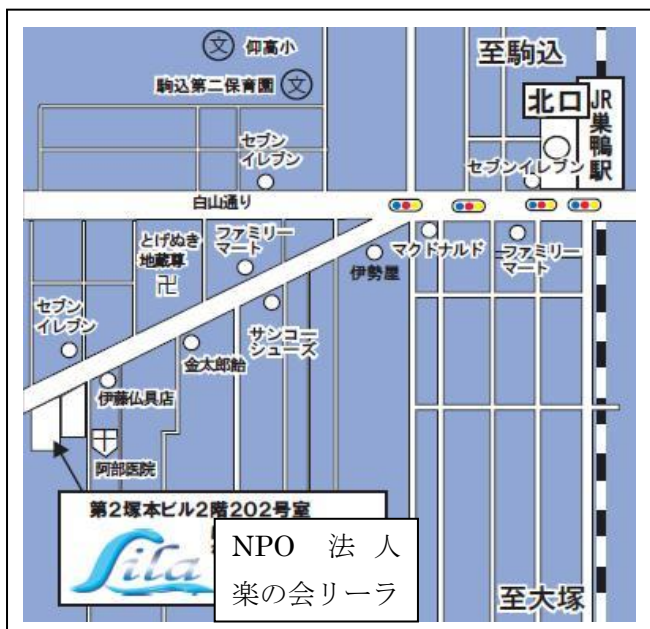 文
仰高小
至駒込
駒込第二保育園
文
北口
JR巣鴨駅
セブン
イレブン
セブンイレブン
白山通り
とげぬき
地蔵尊
卍
ファミリー
マート
マクドナルド
ファミリー
マート
伊勢屋
セブン
イレブン
サンコー
シューズ
金太郎飴
伊藤仏具店
阿部医院
第2塚本ビル2階202号室
Lila
NPO 法人
楽の会リーラ
至大塚